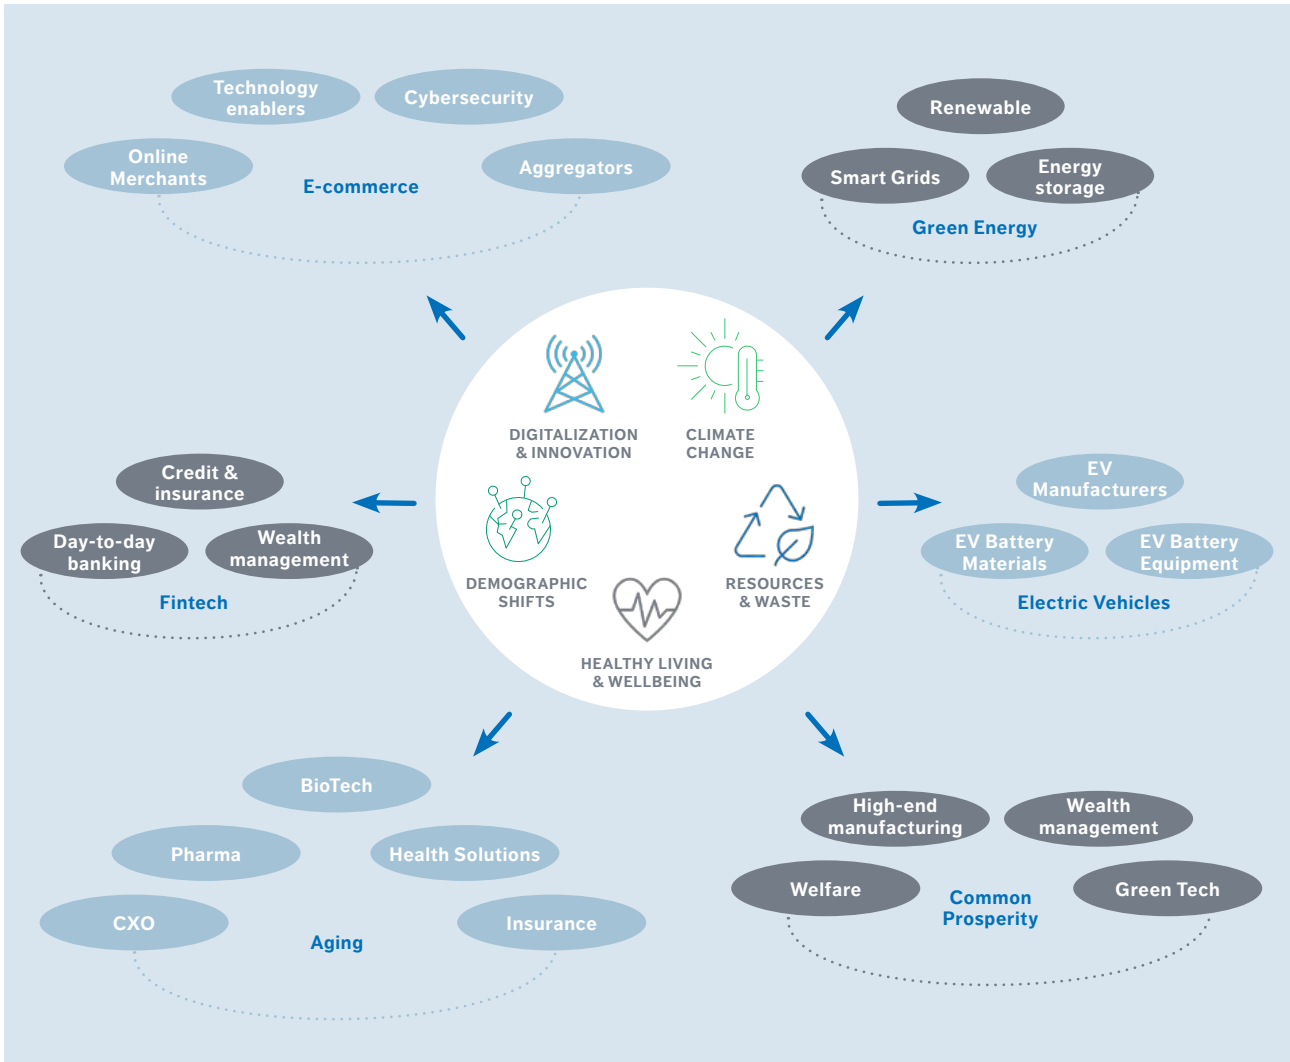 Technology
enablers
Cybersecurity
Online
Merchants
Aggregators
E-commerce
Renewable
Smart Grids
Energy
storage
Green Energy
DIGITALIZATION
& INNOVATION
CLIMATE
CHANGE
DEMOGRAPHIC
SHIFTS
RESOURCES
& WASTE
HEALTHY LIVING
& WELLBEING
Credit &
insurance
Day-to-day
banking
Wealth
management
Fintech
EV
Manufacturers
EV Battery
Materials
EV Battery
Equipment
Electric Vehicles
BioTech
Pharma
Health Solutions
CXO
Insurance
Aging
High-end
manufacturing
Wealth
management
Welfare
Green Tech
Common
Prosperity